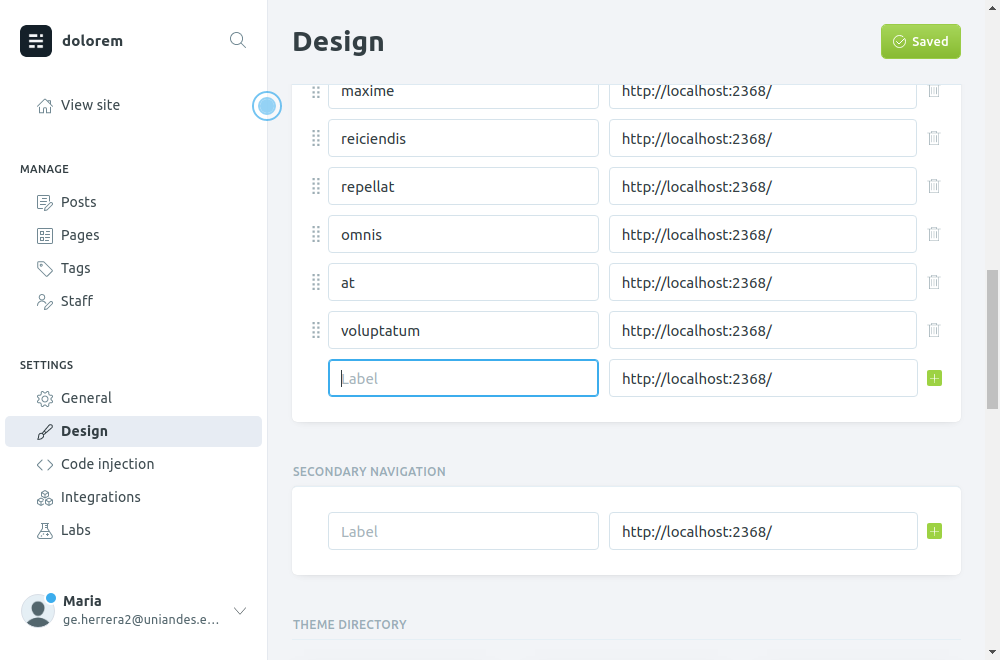 dolorem
View site
MANAGE
Posts
Pages
Tags
Staff
SETTINGS
General
Design
Code injection
Integrations
Labs
Maria
ge.herrera2@uniandes.e...
Design
Saved
maxime http://localhost:2368/
reiciendis http://localhost:2368/
repellat http://localhost:2368/
omnis http://localhost:2368/
at http://localhost:2368/
voluptatum http://localhost:2368/
Label http://localhost:2368/
SECONDARY NAVIGATION
Label http://localhost:2368/
THEME DIRECTORY